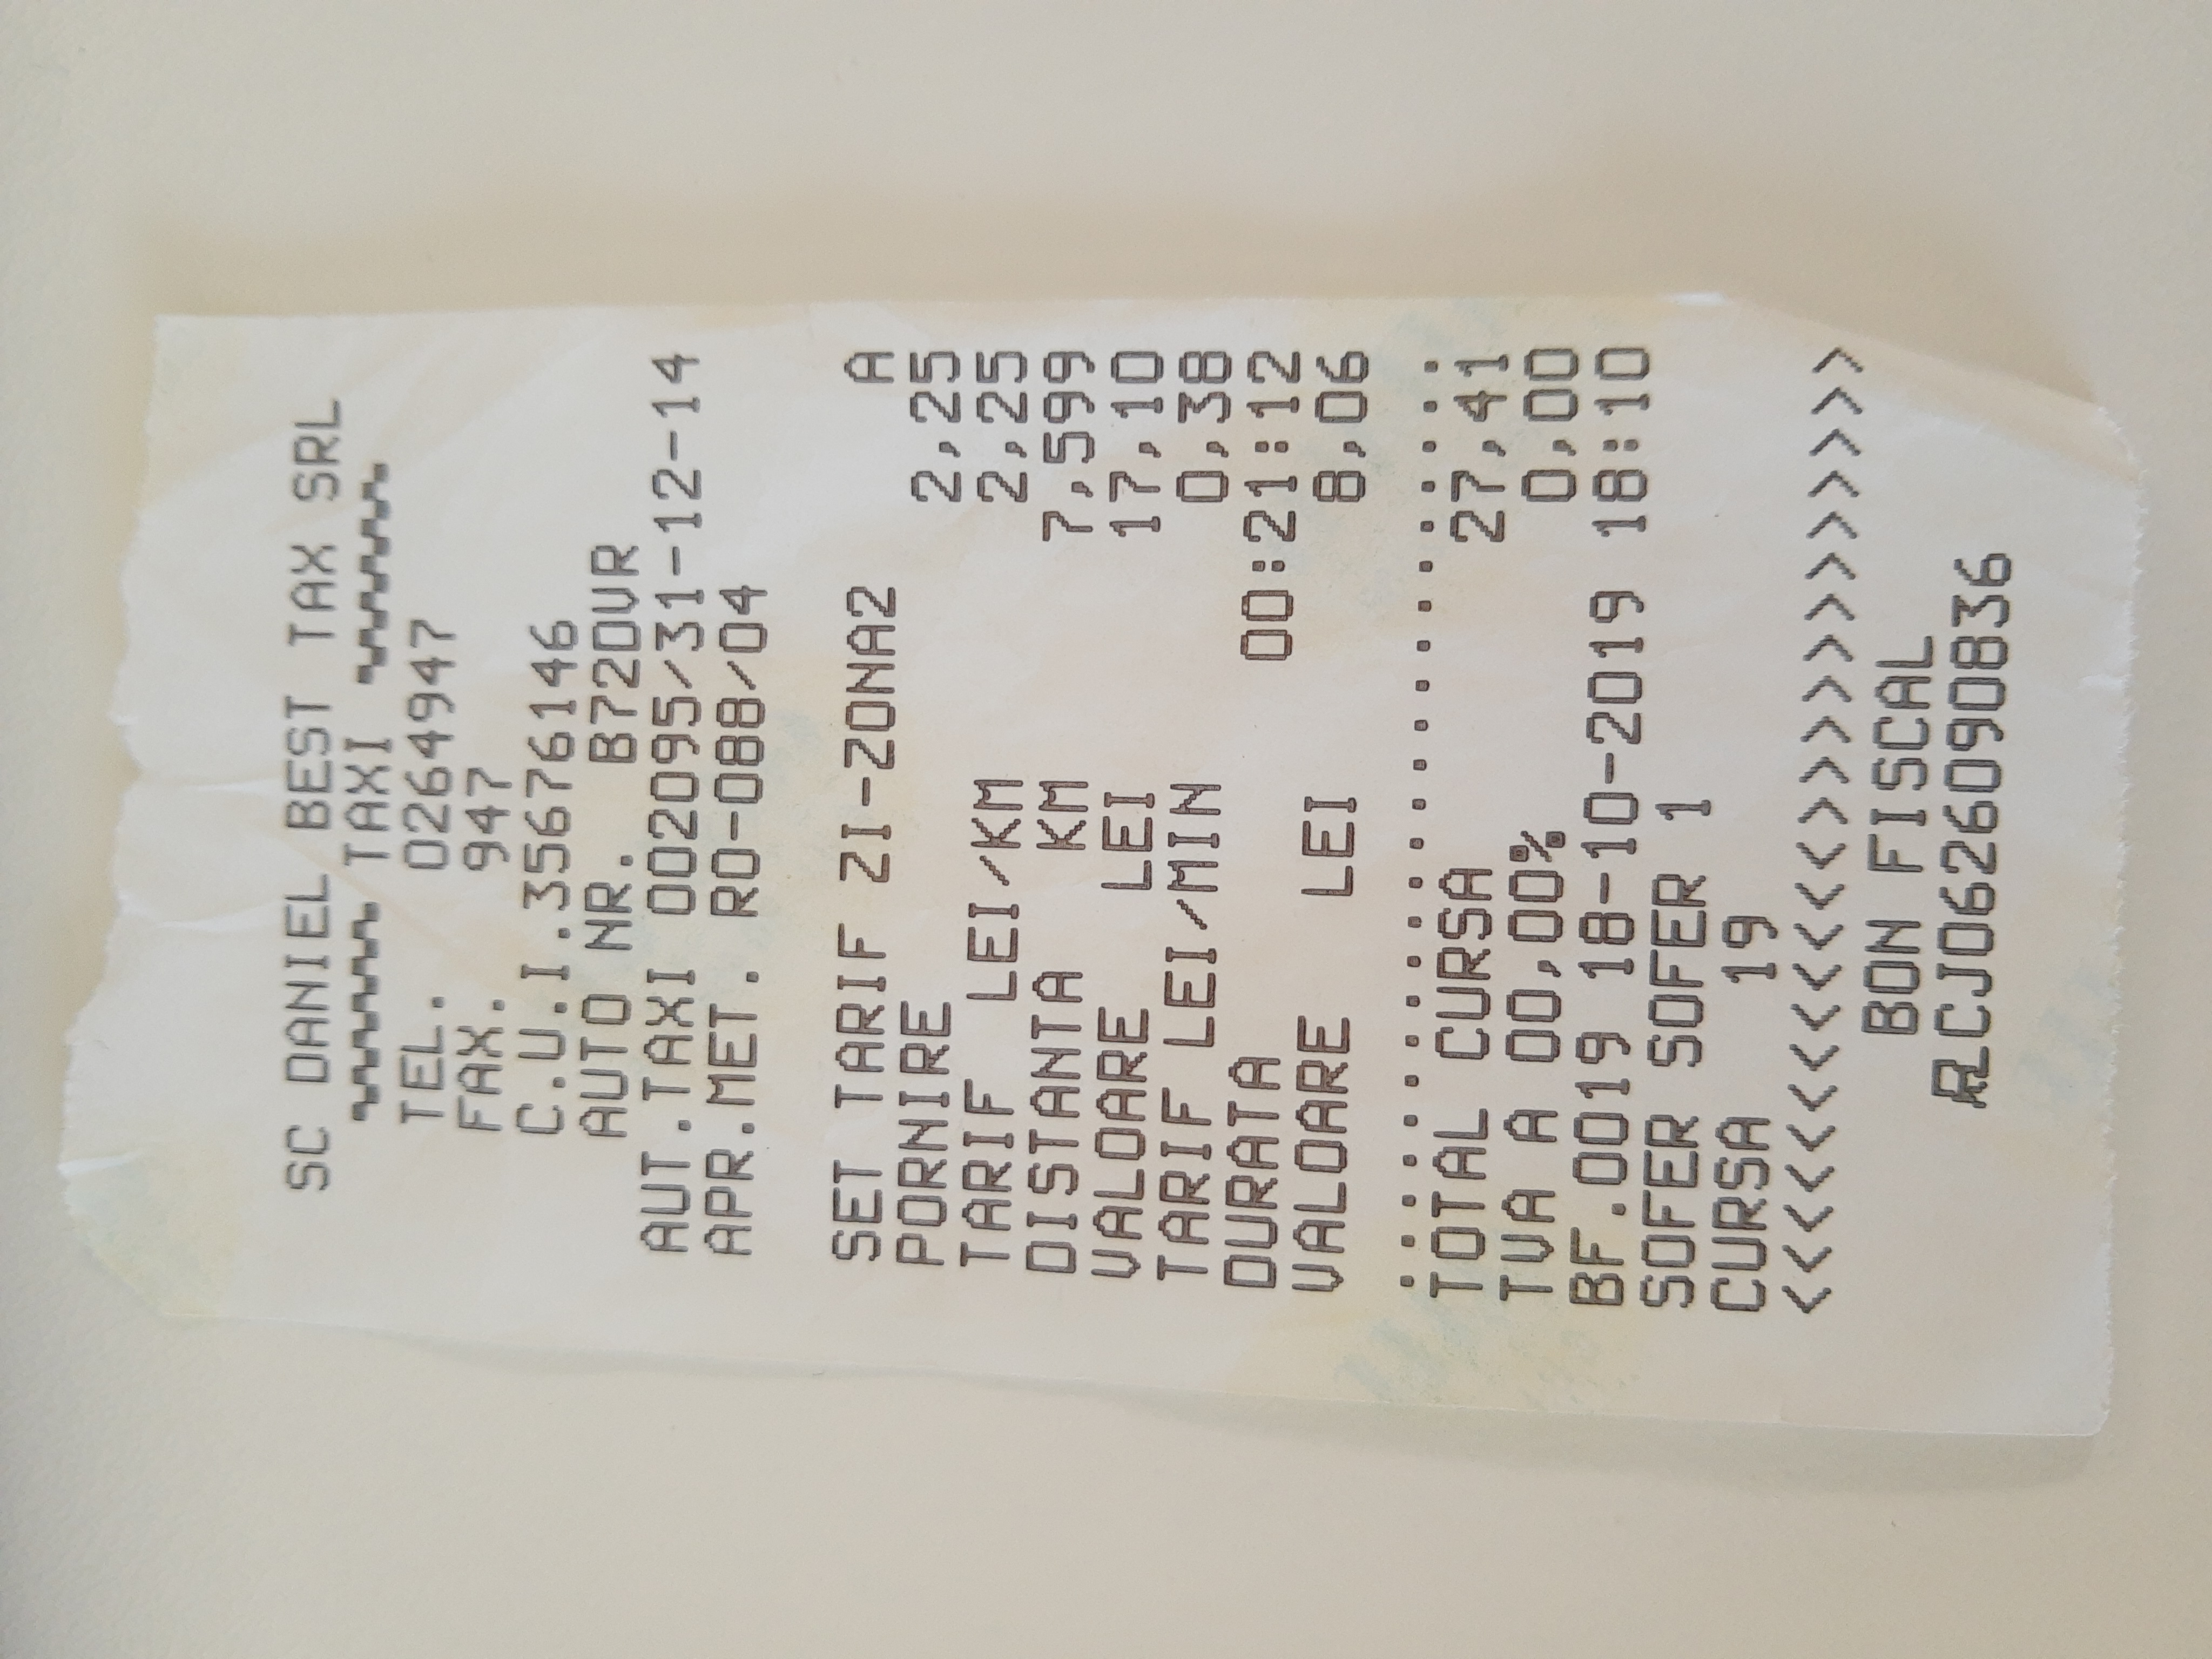 SC DANIEL BEST TAX SRL
TAXI
TEL. 0264947
FAX. 947
C.U.I.35676146
AUTO NR. B72DVR
AUT.TAXI 002095/31-12-14
APR.MET. RO-088/04
SET TARIF ZI-ZONA2 A
PORNIRE 2,25
TARIF LEI/KM 2,25
DISTANTA KM 7,599
VALOARE LEI 17,10
TARIF LEI/MIN 0,38
DURATA 00:21:12
VALOARE LEI 8,06
........................
TOTAL CURSA 27,41
TVA A 00,00% 0,00
BF.0019 18-10-2019 18:10
SOFER SOFER 1
CURSA 19
<<<<<<<<<<<<>>>>>>>>>>>>
BON FISCAL
CJ0626090836